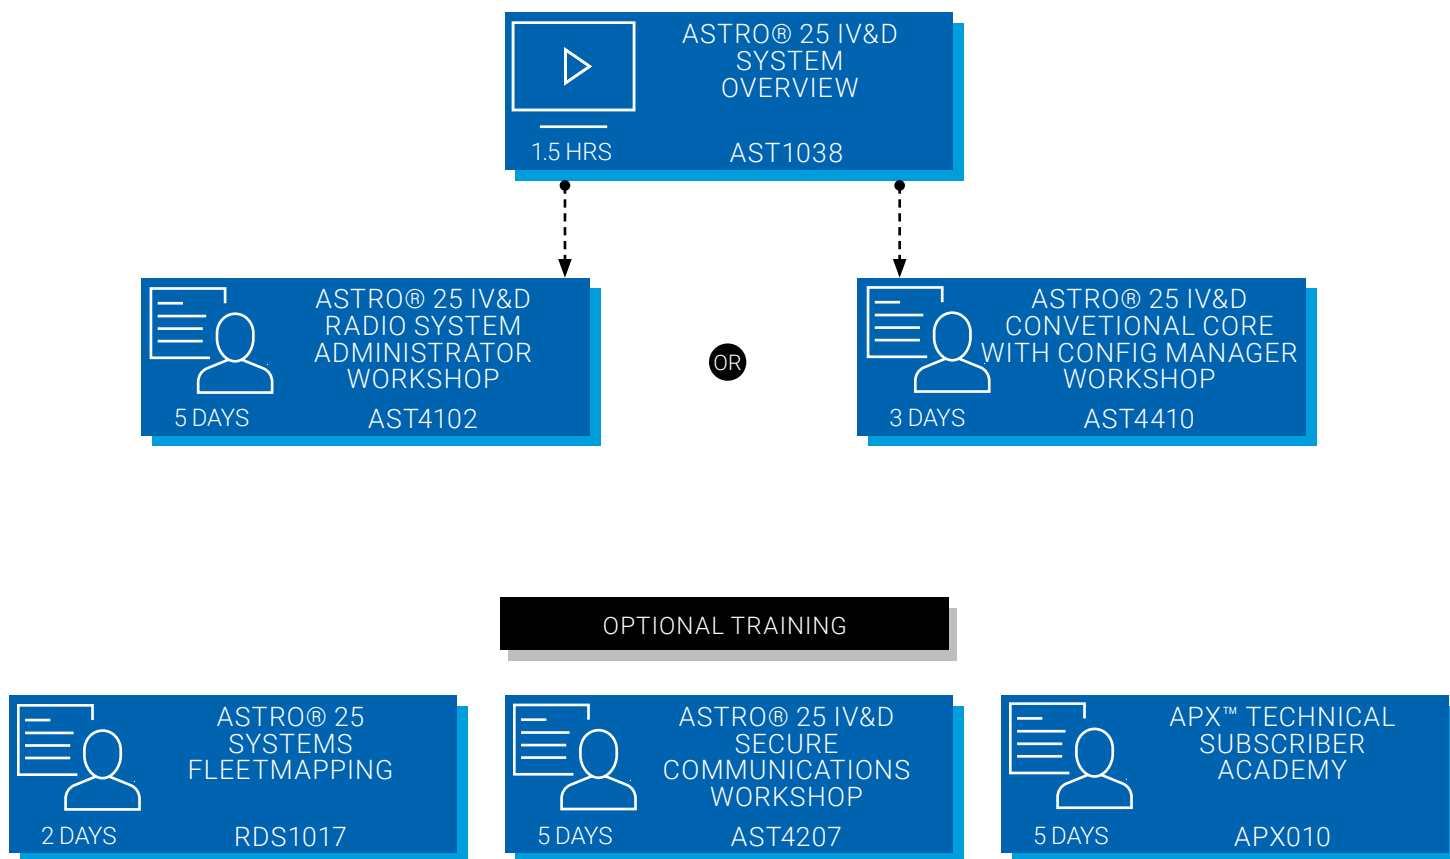 ASTRO® 25 IV&D
SYSTEM
OVERVIEW
1.5 HRS
AST1038
ASTRO® 25 IV&D
RADIO SYSTEM
ADMINISTRATOR
WORKSHOP
5 DAYS
AST4102
OR
ASTRO® 25 IV&D
CONVETIONAL CORE
WITH CONFIG MANAGER
WORKSHOP
3 DAYS
AST4410
OPTIONAL TRAINING
ASTRO® 25
SYSTEMS
FLEETMAPPING
2 DAYS
RDS1017
ASTRO® 25 IV&D
SECURE
COMMUNICATIONS
WORKSHOP
5 DAYS
AST4207
APX™ TECHNICAL
SUBSCRIBER
ACADEMY
5 DAYS
APX010